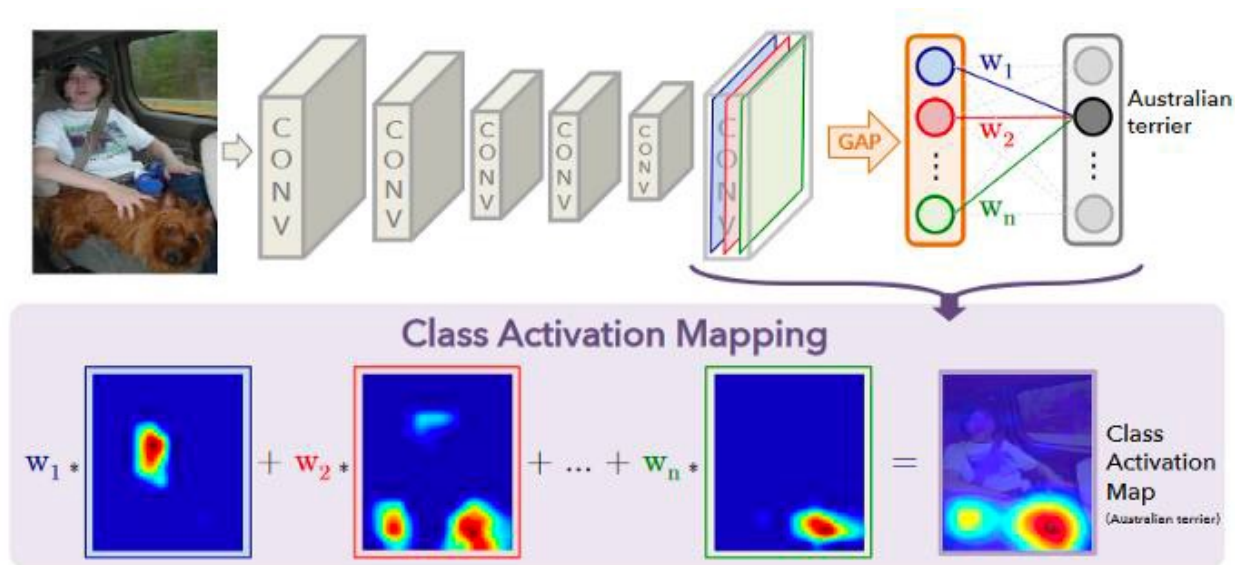 CONV
CONV
CONV
CONV
CONV
CONV
GAP
w1
w2
⋮
wn
⋮
Australian
terrier
Class Activation Mapping
w1 * + w2 * + ... + wn * =
Class
Activation
Map
(Australian terrier)